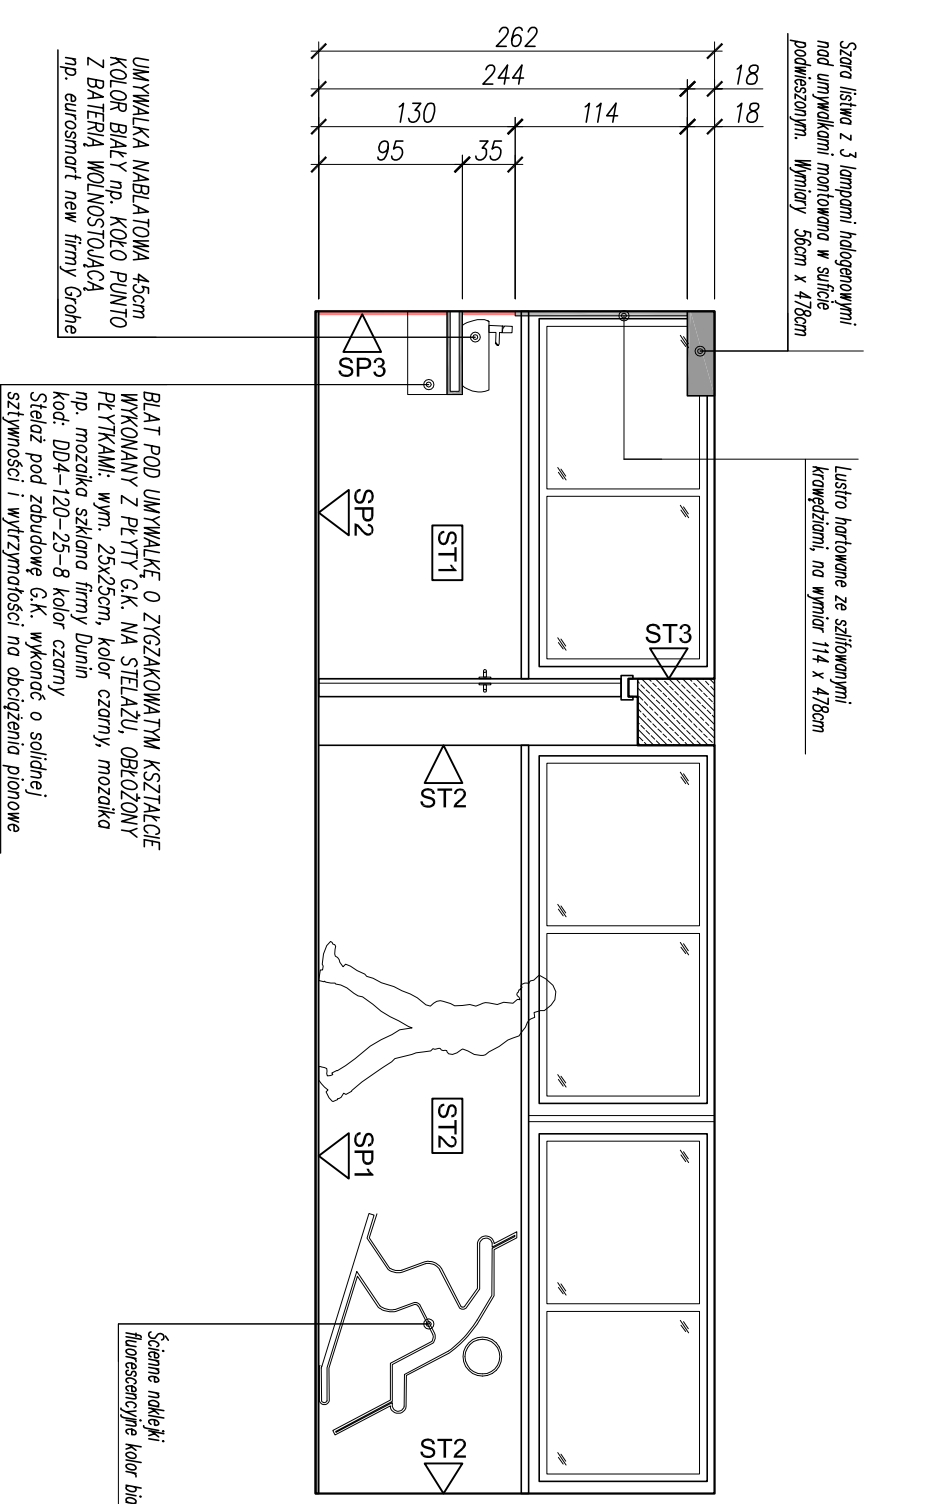 Szara listwa z 3 lampami halogenowymi
nad umywalkami montowana w suficie
podwieszonym. Wymiary 56cm x 478cm
Lustro hartowane ze szlifowanymi
krawędziami, na wymiar 114 x 478cm
262
244
18
130
114
18
95
35
SP3
SP2
ST1
ST3
ST2
ST2
SP1
ST2
UMYWALKA NABLATOWA 45cm
KOLOR BIAŁY np. KOŁO PUNTO
Z BATERIĄ WOLNOSTOJĄCĄ
np. eurosmart new firmy Grohe
BLAT POD UMYWALKĘ O ZYGZAKOWATYM KSZTAŁCIE
WYKONANY Z PŁYTY G.K. NA STELAŻU, OBŁOŻONY
PŁYTKAMI: wym. 25x25cm, kolor czarny, mozaika
np. mozaika szklana firmy Dunin
kod: DD4-120-25-8 kolor czarny
Stelaż pod zabudowę G.K. wykonać o solidnej
sztywności i wytrzymałości na obciążenia pionowe
Ścienne naklejki
fluorescencyjne kolor